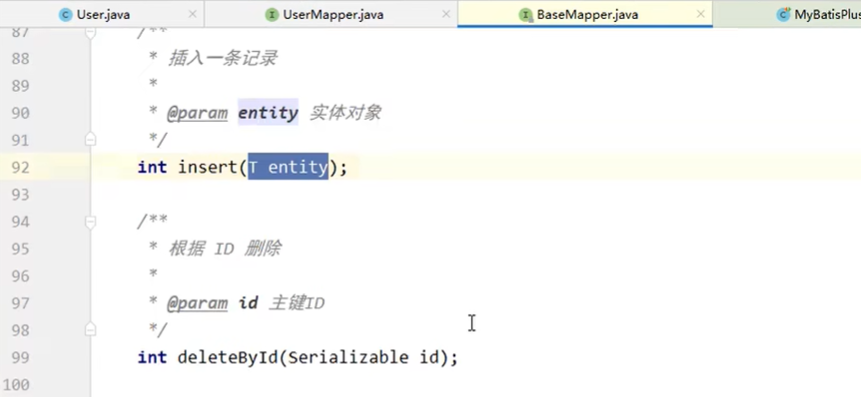 User.java UserMapper.java BaseMapper.java MyBatisPlus
87 /**
88 * 插入一条记录
89 *
90 * @param entity 实体对象
91 */
92 int insert(T entity);
93
94 /**
95 * 根据 ID 删除
96 *
97 * @param id 主键ID
98 */
99 int deleteById(Serializable id);
100